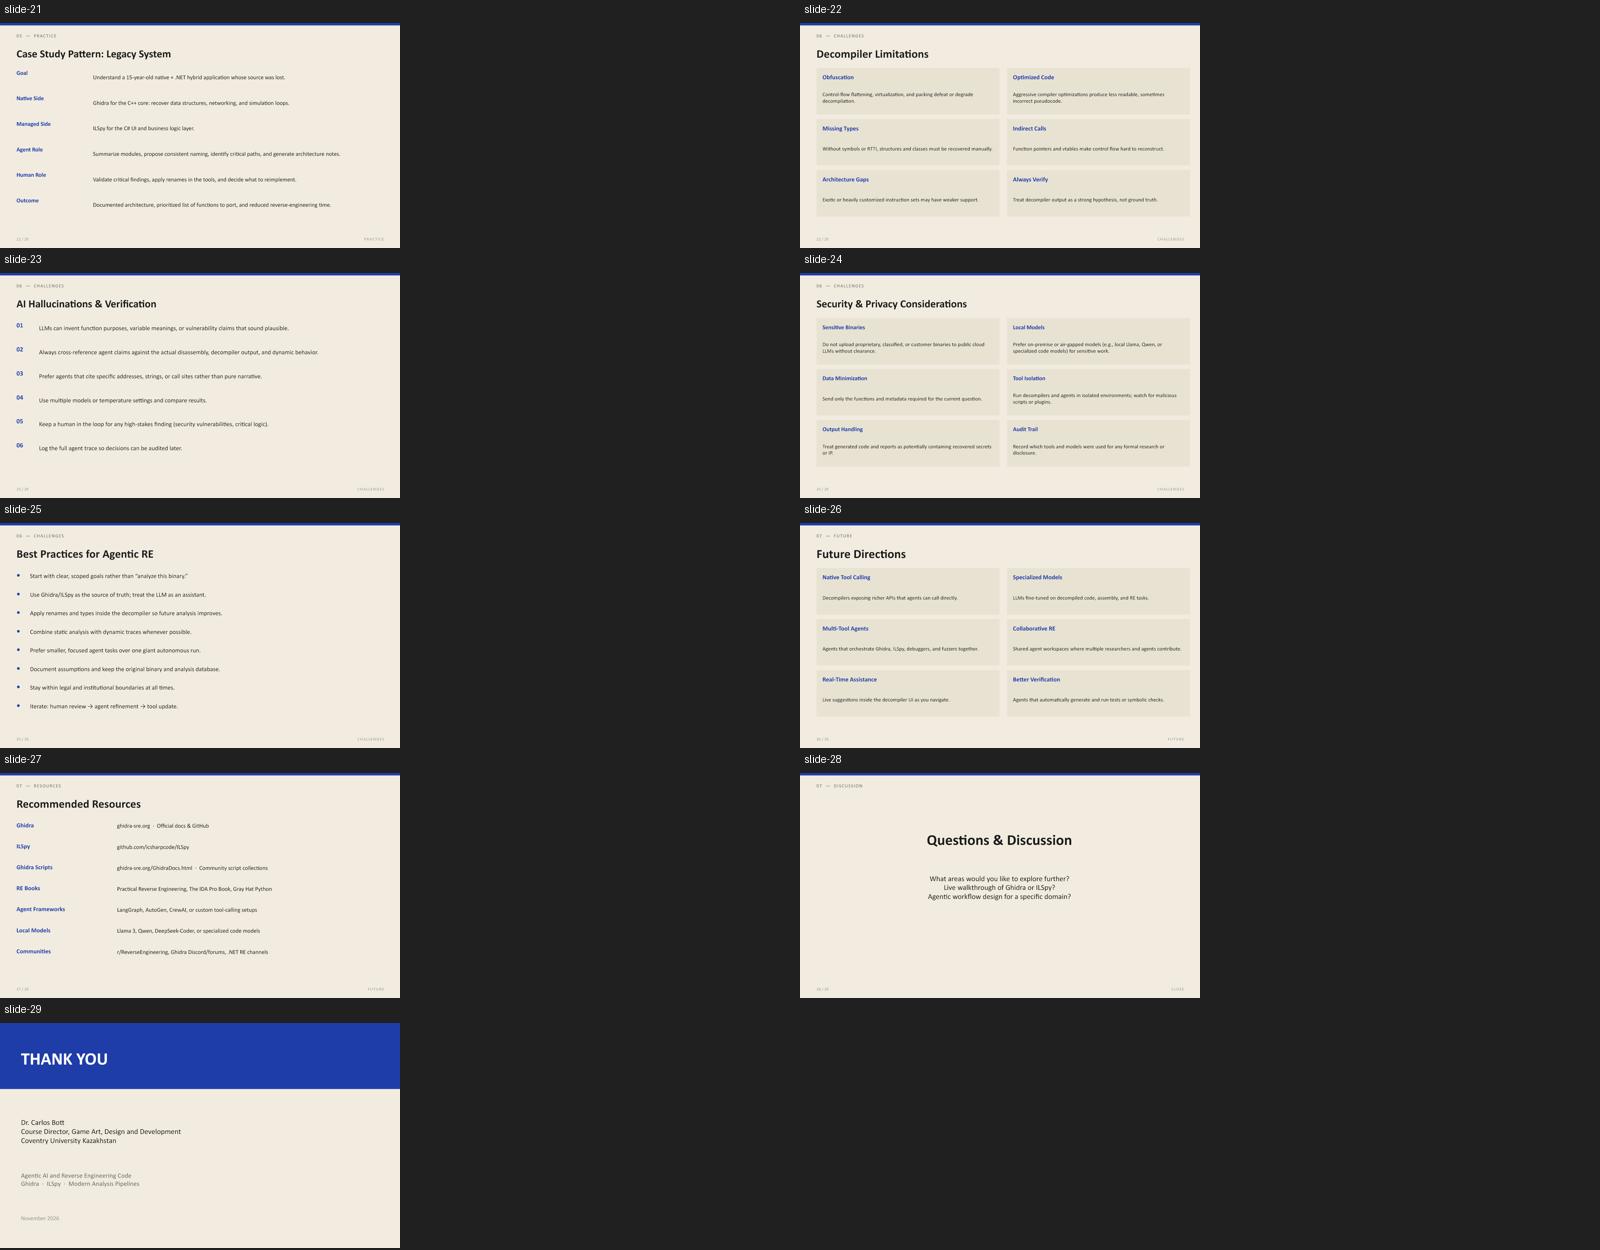 slide-21
05 — PRACTICE
Case Study Pattern: Legacy System
Goal
Understand a 15-year-old native + .NET hybrid application whose source was lost.
Native Side
Ghidra for the C++ core: recover data structures, networking, and simulation loops.
Managed Side
ILSpy for the C# UI and business logic layer.
Agent Role
Summarize modules, propose consistent naming, identify critical paths, and generate architecture notes.
Human Role
Validate critical findings, apply renames in the tools, and decide what to reimplement.
Outcome
Documented architecture, prioritized list of functions to port, and reduced reverse-engineering time.
PRACTICE
slide-22
06 — CHALLENGES
Decompiler Limitations
Obfuscation
Control-flow flattening, virtualization, and packing defeat or degrade
decompilation.
Optimized Code
Aggressive compiler optimizations produce less readable, sometimes
incorrect pseudocode.
Missing Types
Without symbols or RTTI, structures and classes must be recovered manually.
Indirect Calls
Function pointers and vtables make control flow hard to reconstruct.
Architecture Gaps
Exotic or heavily customized instruction sets may have weaker support.
Always Verify
Treat decompiler output as a strong hypothesis, not ground truth.
CHALLENGES
slide-23
06 — CHALLENGES
AI Hallucinations & Verification
01
LLMs can invent function purposes, variable meanings, or vulnerability claims that sound plausible.
02
Always cross-reference agent claims against the actual disassembly, decompiler output, and dynamic behavior.
03
Prefer agents that cite specific addresses, strings, or call sites rather than pure narrative.
04
Use multiple models or temperature settings and compare results.
05
Keep a human in the loop for any high-stakes finding (security vulnerabilities, critical logic).
06
Log the full agent trace so decisions can be audited later.
CHALLENGES
slide-24
06 — CHALLENGES
Security & Privacy Considerations
Sensitive Binaries
Do not upload proprietary, classified, or customer binaries to public cloud
LLMs without clearance.
Local Models
Prefer on-premise or air-gapped models (e.g., local Llama, Qwen, or
specialized code models) for sensitive work.
Data Minimization
Send only the functions and metadata required for the current question.
Tool Isolation
Run decompilers and agents in isolated environments; watch for malicious
scripts or plugins.
Output Handling
Treat generated code and reports as potentially containing recovered secrets
or IP.
Audit Trail
Record which tools and models were used for any formal research or
disclosure.
CHALLENGES
slide-25
06 — CHALLENGES
Best Practices for Agentic RE
• Start with clear, scoped goals rather than “analyze this binary.”
• Use Ghidra/ILSpy as the source of truth; treat the LLM as an assistant.
• Apply renames and types inside the decompiler so future analysis improves.
• Combine static analysis with dynamic traces whenever possible.
• Prefer smaller, focused agent tasks over one giant autonomous run.
• Document assumptions and keep the original binary and analysis database.
• Stay within legal and institutional boundaries at all times.
• Iterate: human review → agent refinement → tool update.
CHALLENGES
slide-26
07 — FUTURE
Future Directions
Native Tool Calling
Decompilers exposing richer APIs that agents can call directly.
Specialized Models
LLMs fine-tuned on decompiled code, assembly, and RE tasks.
Multi-Tool Agents
Agents that orchestrate Ghidra, ILSpy, debuggers, and fuzzers together.
Collaborative RE
Shared agent workspaces where multiple researchers and agents contribute.
Real-Time Assistance
Live suggestions inside the decompiler UI as you navigate.
Better Verification
Agents that automatically generate and run tests or symbolic checks.
FUTURE
slide-27
07 — RESOURCES
Recommended Resources
Ghidra
ghidra-sre.org · Official docs & GitHub
ILSpy
github.com/icsharpcode/ILSpy
Ghidra Scripts
ghidra-sre.org/GhidraDocs.html · Community script collections
RE Books
Practical Reverse Engineering, The IDA Pro Book, Gray Hat Python
Agent Frameworks
LangGraph, AutoGen, CrewAI, or custom tool-calling setups
Local Models
Llama 3, Qwen, DeepSeek-Coder, or specialized code models
Communities
r/ReverseEngineering, Ghidra Discord/forums, .NET RE channels
FUTURE
slide-28
07 — DISCUSSION
Questions & Discussion
What areas would you like to explore further?
Live walkthrough of Ghidra or ILSpy?
Agentic workflow design for a specific domain?
CLOSE
slide-29
THANK YOU
Dr. Carlos Bott
Course Director, Game Art, Design and Development
Coventry University Kazakhstan
Agentic AI and Reverse Engineering Code
Ghidra · ILSpy · Modern Analysis Pipelines
November 2026